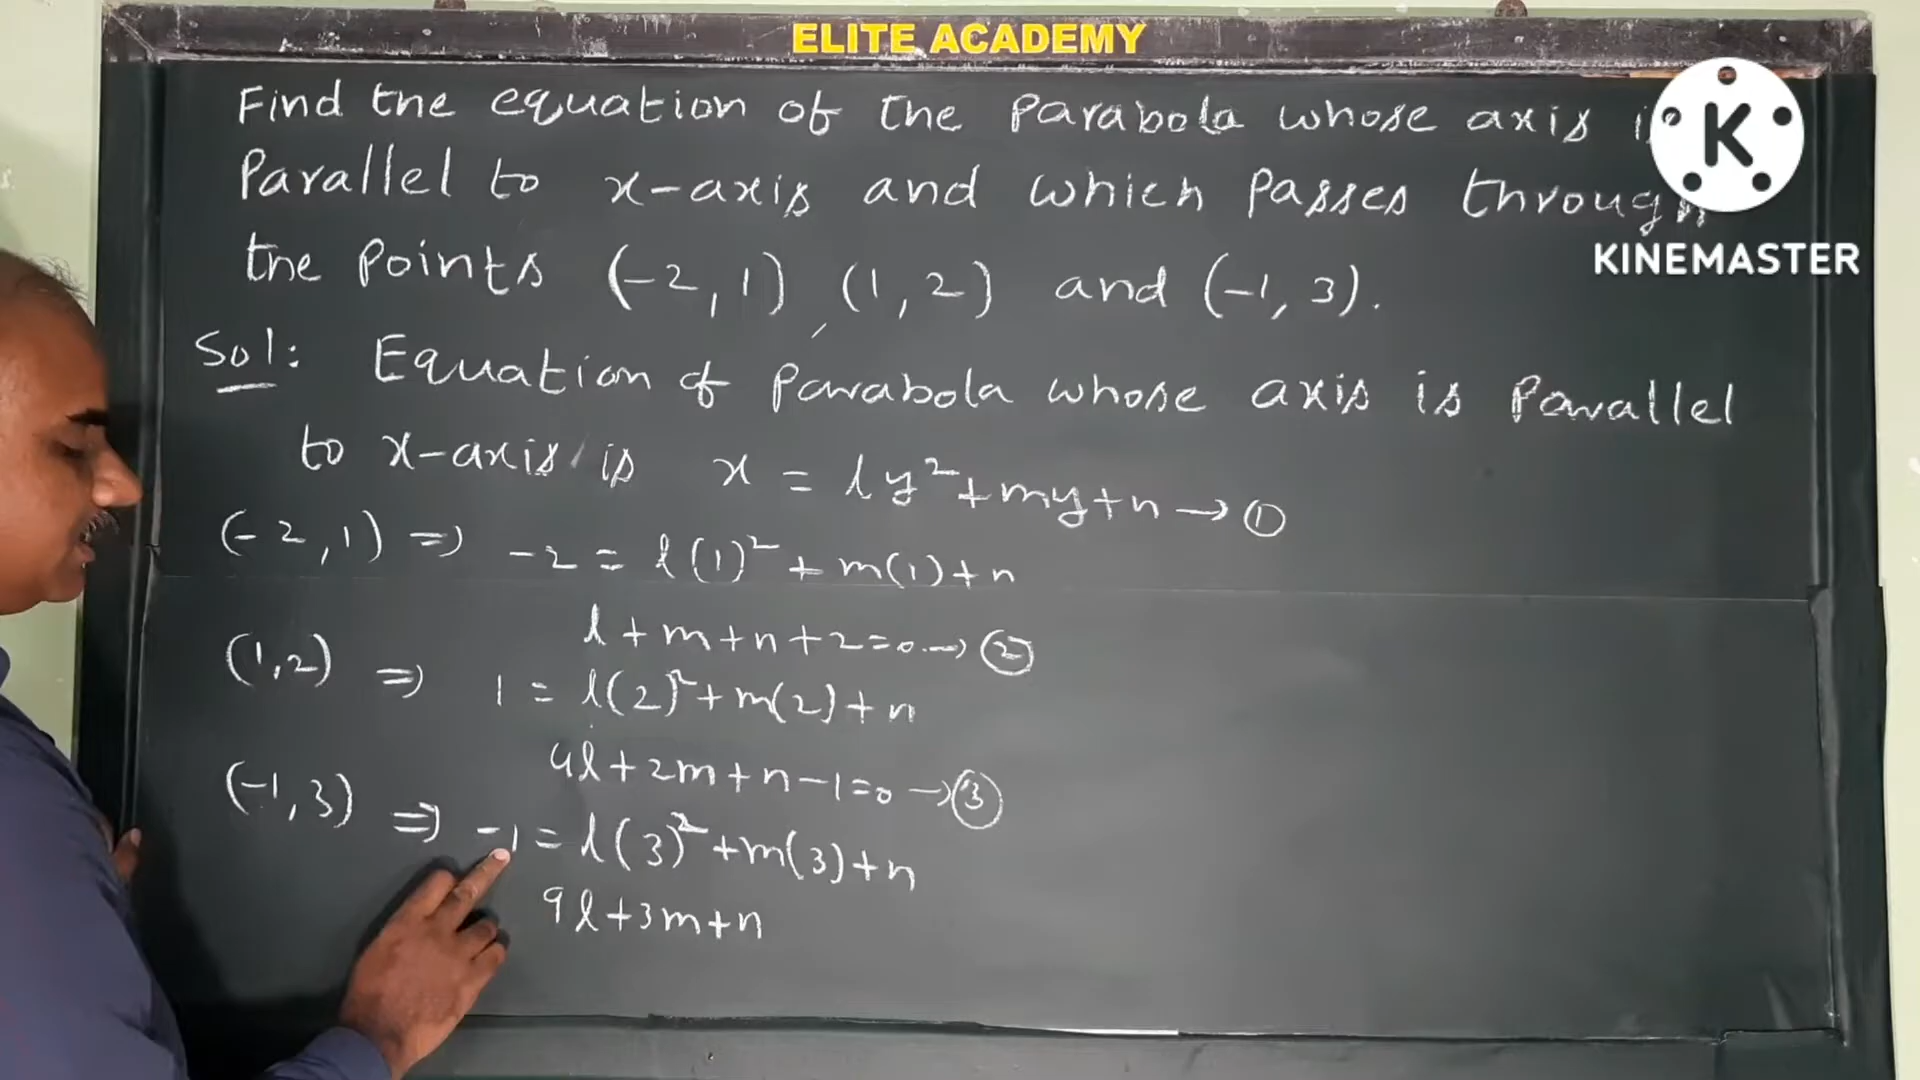 ELITE ACADEMY
Find the equation of the parabola whose axis is
Parallel to x-axis and which passes through
the points (-2,1), (1,2) and (-1,3).
K
KINEMASTER
Sol: Equation of parabola whose axis is parallel
to x-axis is x = ly²+my+n → ①
(-2,1) ⇒ -2 = l(1)²+m(1)+n
l+m+n+2=0 → ②
(1,2) ⇒ 1 = l(2)²+m(2)+n
4l+2m+n-1=0 → ③
(-1,3) ⇒ -1 = l(3)²+m(3)+n
9l+3m+n